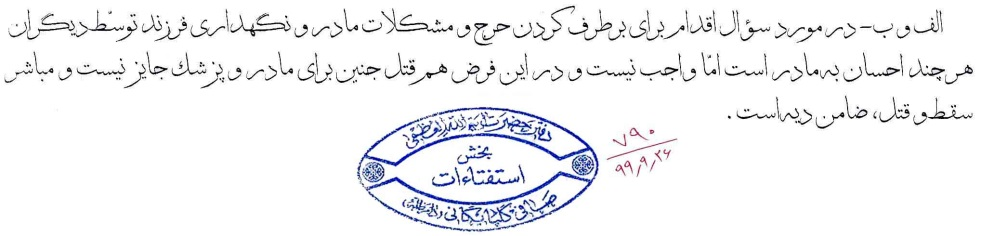 الف و ب- در مورد سؤال اقدام برای برطرف کردن حرج و مشکلات مادر و نگهداری فرزند توسّط دیگران
هر چند احسان به مادر است امّا واجب نیست و در این فرض هم قتل جنین برای مادر و پزشك جایز نیست و مباشر
سقط و قتل، ضامن دیه است.
دفتر حضرت آیة الله العظمی
بخش
استفتاءات
صافی گلپایگانی
۷۹۰
۹۹٫۹٫۲۶